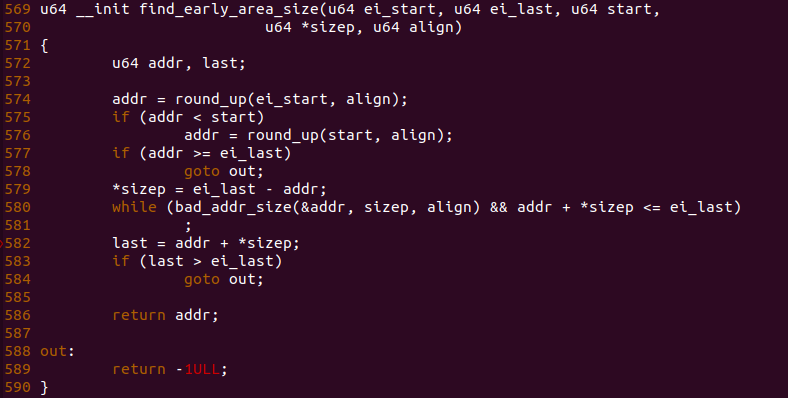 569 u64 __init find_early_area_size(u64 ei_start, u64 ei_last, u64 start,
570                          u64 *sizep, u64 align)
571 {
572         u64 addr, last;
573
574         addr = round_up(ei_start, align);
575         if (addr < start)
576                 addr = round_up(start, align);
577         if (addr >= ei_last)
578                 goto out;
579         *sizep = ei_last - addr;
580         while (bad_addr_size(&addr, sizep, align) && addr + *sizep <= ei_last)
581                 ;
582         last = addr + *sizep;
583         if (last > ei_last)
584                 goto out;
585
586         return addr;
587
588 out:
589         return -1ULL;
590 }